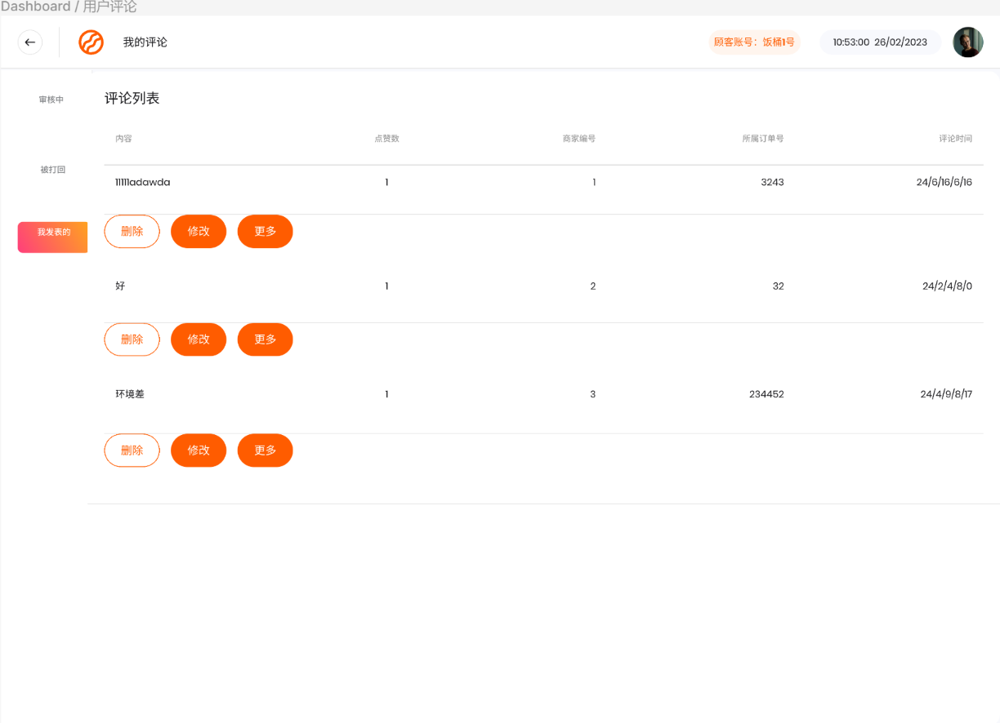 Dashboard / 用户评论
我的评论
顾客账号：饭桶1号
10:53:00 26/02/2023
审核中
被打回
我发表的
评论列表
内容 点赞数 商家编号 所属订单号 评论时间
11111adawda 1 1 3243 24/6/16/6/16
删除 修改 更多
好 1 2 32 24/2/4/8/0
删除 修改 更多
环境差 1 3 234452 24/4/9/8/17
删除 修改 更多